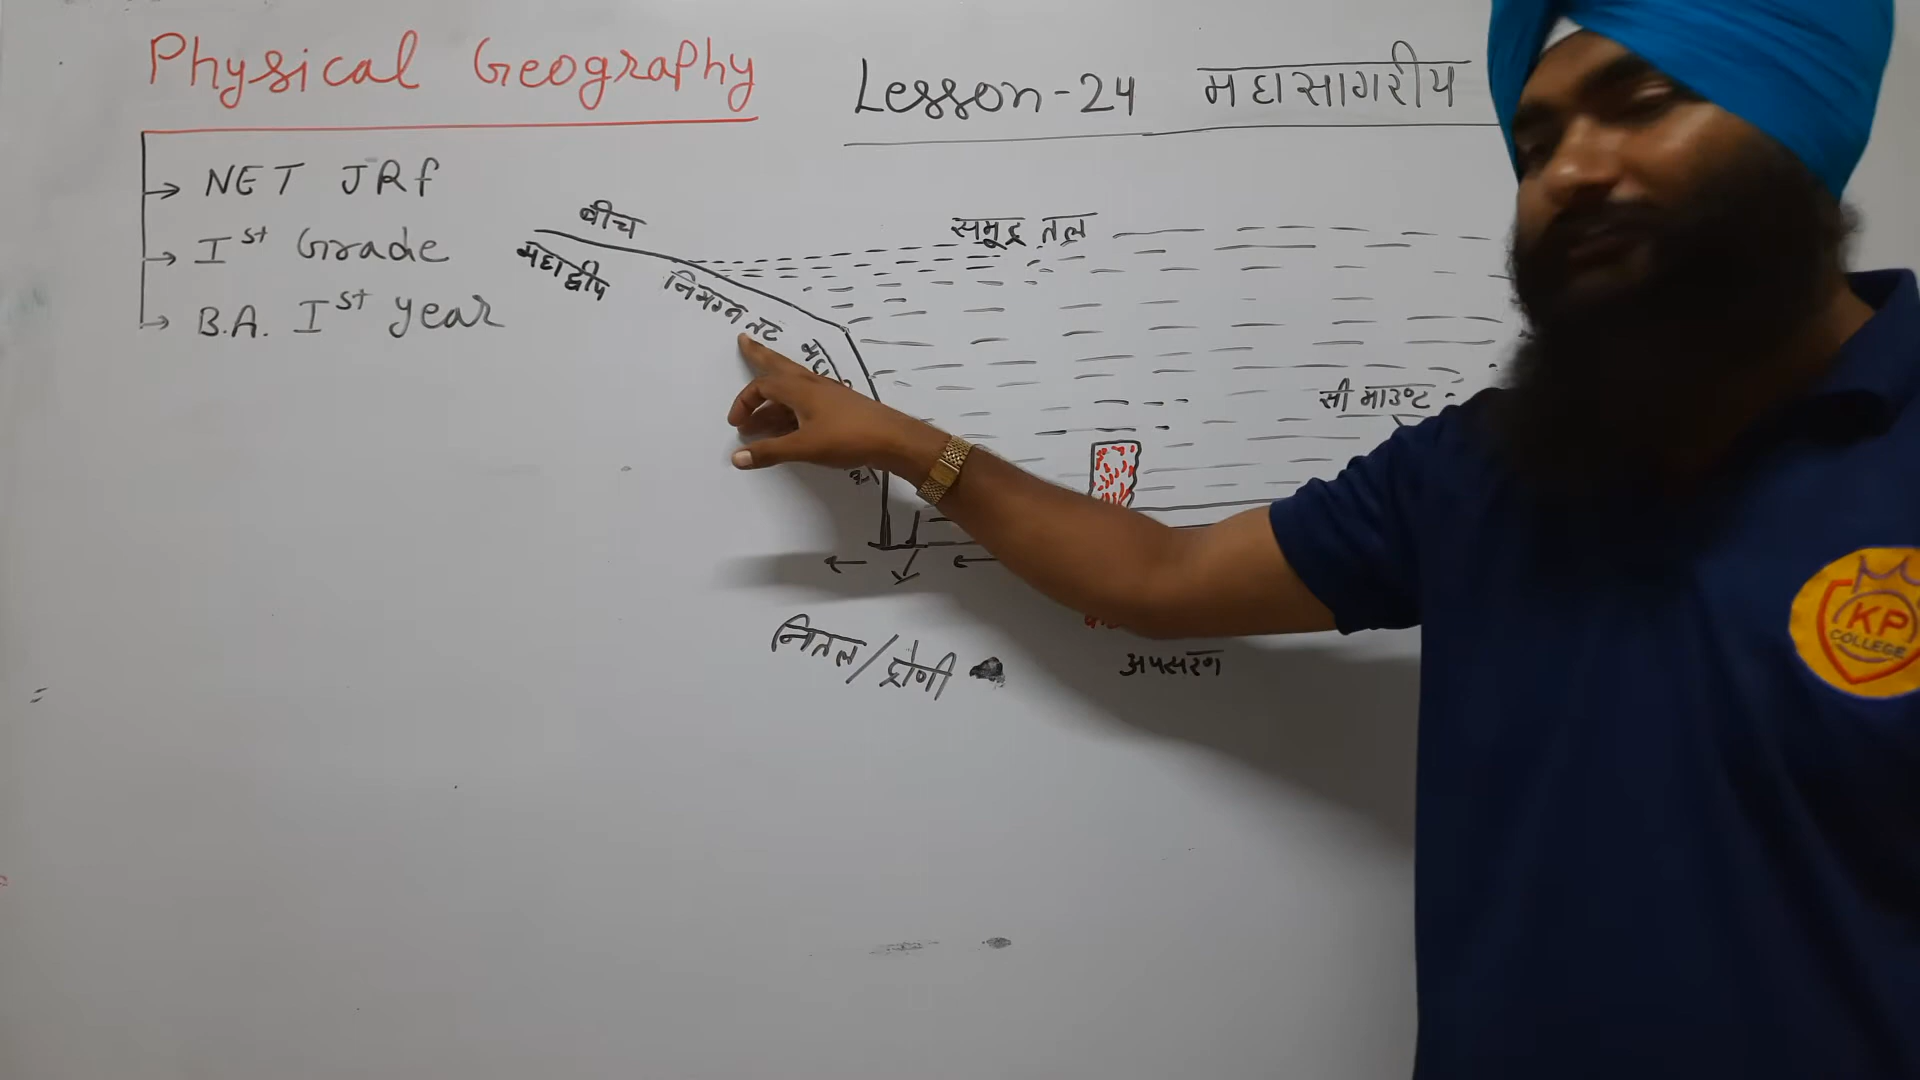 Physical Geography
Lesson-24 महासागरीय
→ NET JRf
→ Ist Grade
→ B.A. Ist year
बीच
समुद्र तल
महाद्वीप
निमग्न तट
सी माउण्ट
नितल/द्रोणी
अपसरण
KP
COLLEGE